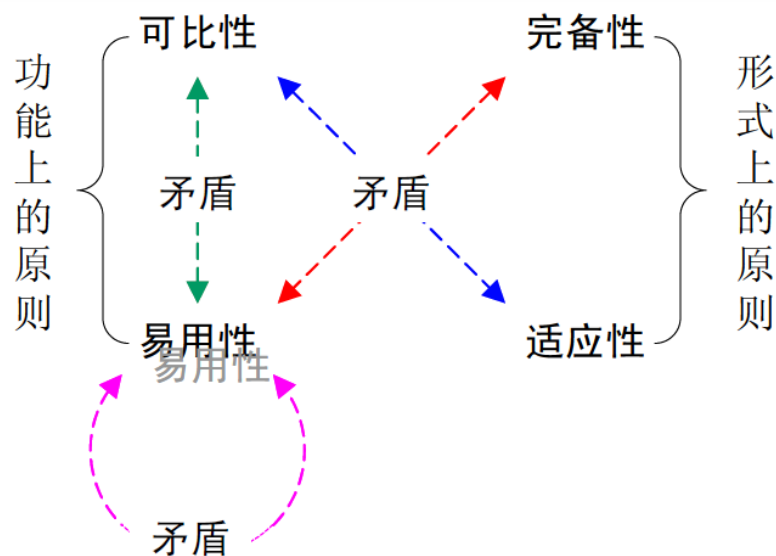 功能上的原则
可比性
完备性
形式上的原则
矛盾
矛盾
易用性
适应性
易用性
矛盾